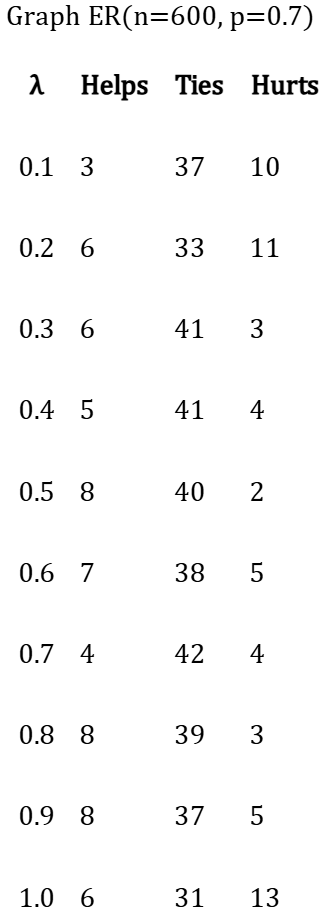 Graph ER(n=600, p=0.7)
λ Helps Ties Hurts
0.1 3 37 10
0.2 6 33 11
0.3 6 41 3
0.4 5 41 4
0.5 8 40 2
0.6 7 38 5
0.7 4 42 4
0.8 8 39 3
0.9 8 37 5
1.0 6 31 13